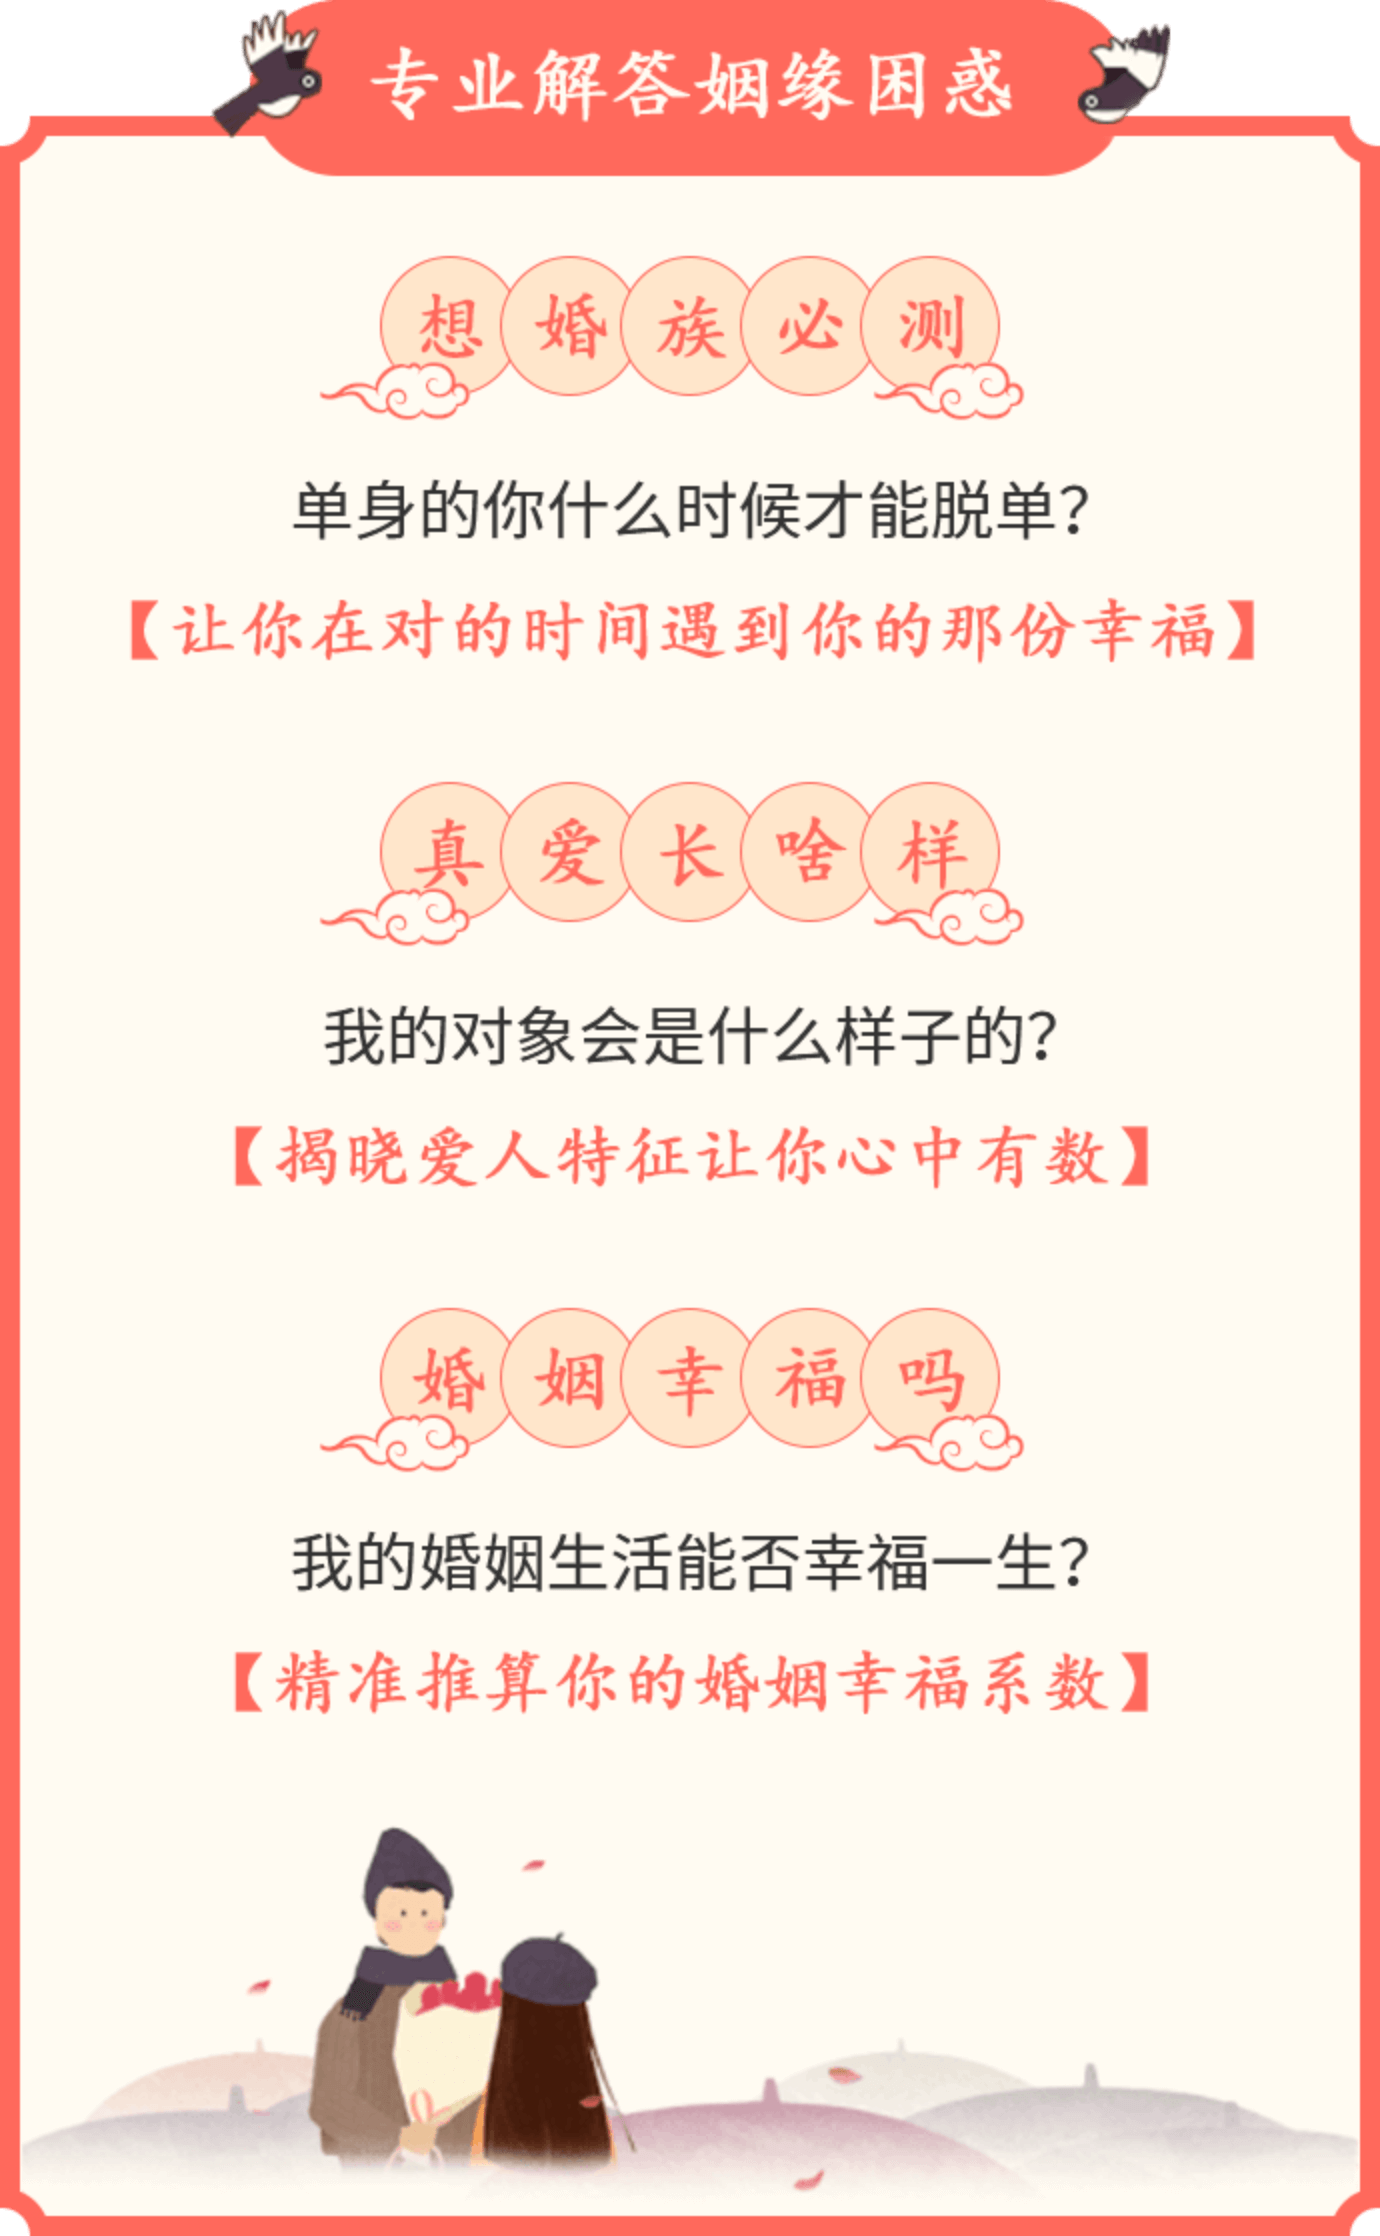 专业解答姻缘困惑
想婚族必测
单身的你什么时候才能脱单？
【让你在对的时间遇到你的那份幸福】
真爱长啥样
我的对象会是什么样子的？
【揭晓爱人特征让你心中有数】
婚姻幸福吗
我的婚姻生活能否幸福一生？
【精准推算你的婚姻幸福系数】